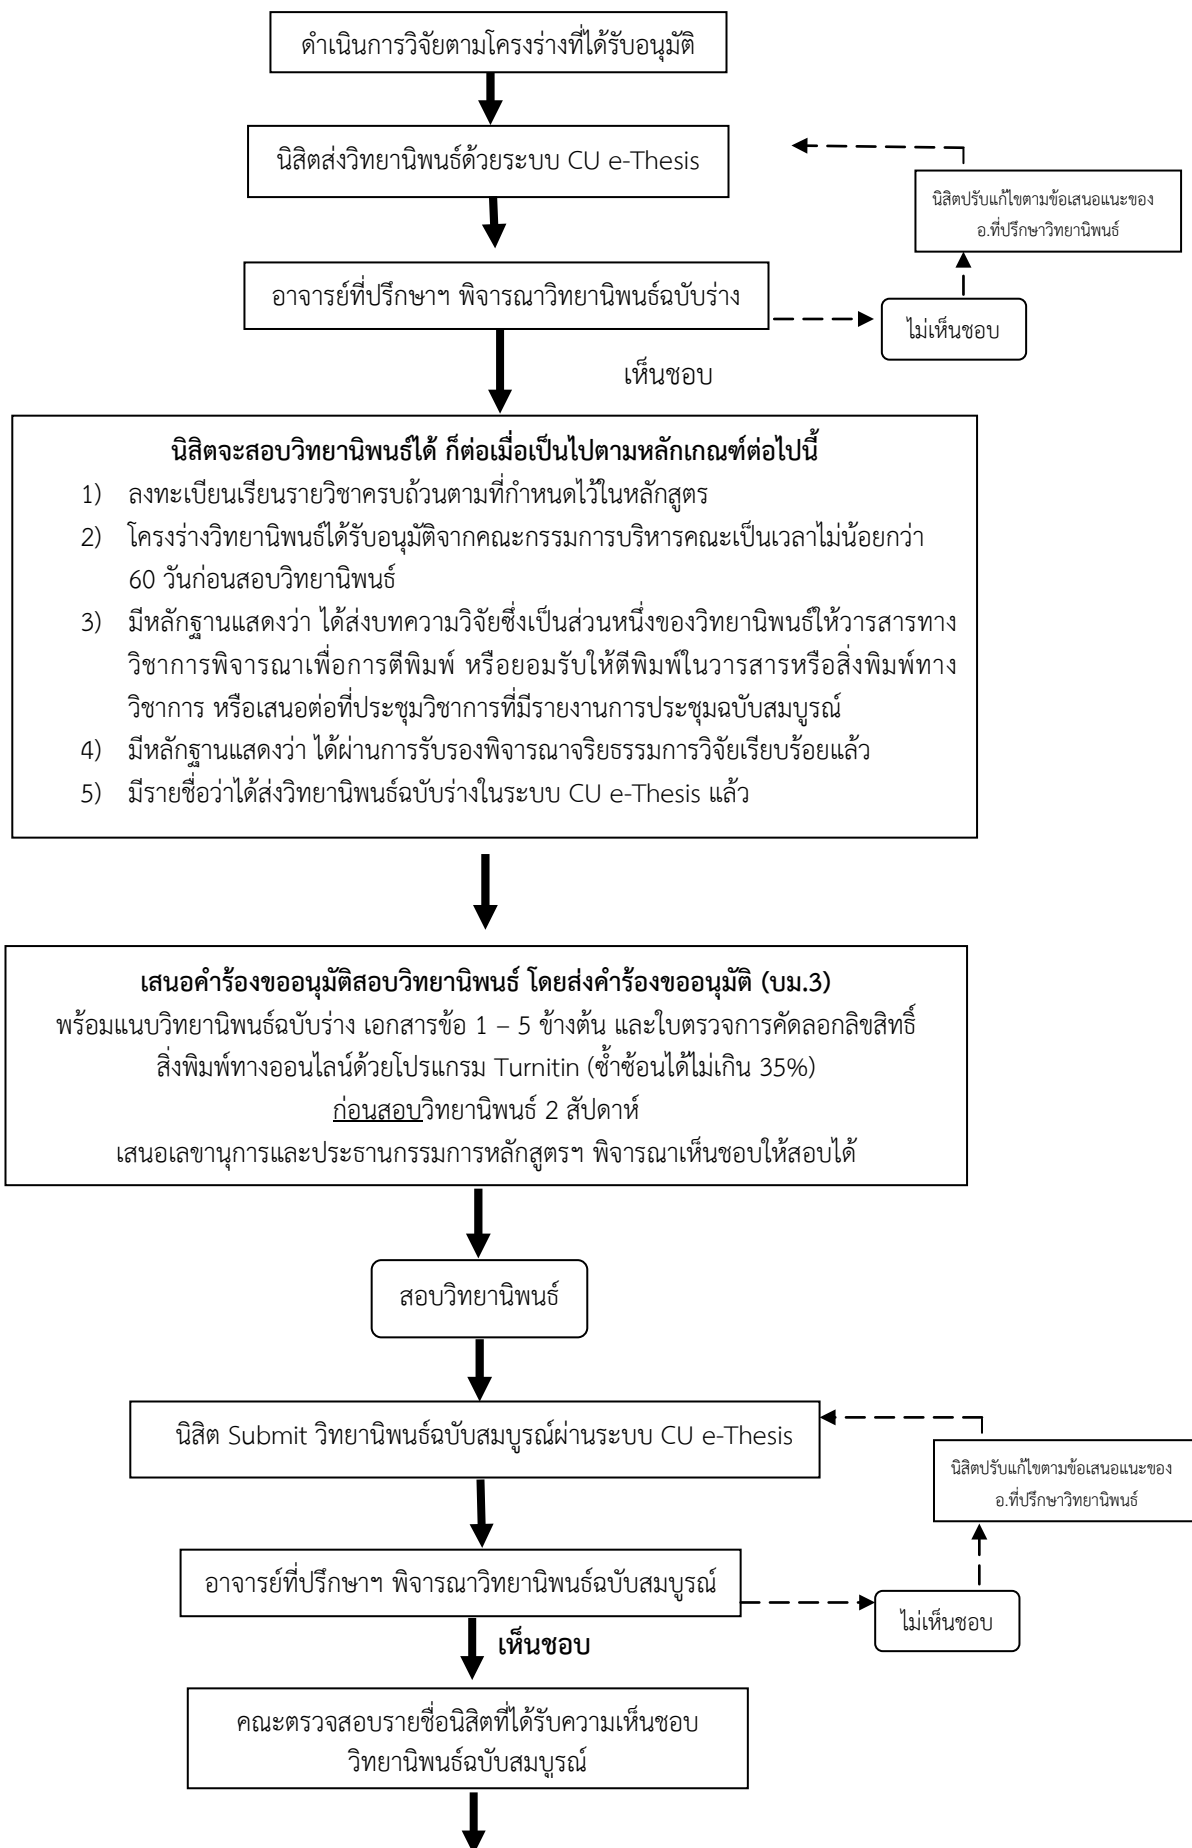 ดำเนินการวิจัยตามโครงร่างที่ได้รับอนุมัติ
นิสิตส่งวิทยานิพนธ์ด้วยระบบ CU e-Thesis
นิสิตปรับแก้ไขตามข้อเสนอแนะของ
อ.ที่ปรึกษาวิทยานิพนธ์
อาจารย์ที่ปรึกษาฯ พิจารณาวิทยานิพนธ์ฉบับร่าง
ไม่เห็นชอบ
เห็นชอบ
นิสิตจะสอบวิทยานิพนธ์ได้ ก็ต่อเมื่อเป็นไปตามหลักเกณฑ์ต่อไปนี้
1) ลงทะเบียนเรียนรายวิชาครบถ้วนตามที่กำหนดไว้ในหลักสูตร
2) โครงร่างวิทยานิพนธ์ได้รับอนุมัติจากคณะกรรมการบริหารคณะเป็นเวลาไม่น้อยกว่า
60 วันก่อนสอบวิทยานิพนธ์
3) มีหลักฐานแสดงว่า ได้ส่งบทความวิจัยซึ่งเป็นส่วนหนึ่งของวิทยานิพนธ์ให้วารสารทาง
วิชาการพิจารณาเพื่อการตีพิมพ์ หรือยอมรับให้ตีพิมพ์ในวารสารหรือสิ่งพิมพ์ทาง
วิชาการ หรือเสนอต่อที่ประชุมวิชาการที่มีรายงานการประชุมฉบับสมบูรณ์
4) มีหลักฐานแสดงว่า ได้ผ่านการรับรองพิจารณาจริยธรรมการวิจัยเรียบร้อยแล้ว
5) มีรายชื่อว่าได้ส่งวิทยานิพนธ์ฉบับร่างในระบบ CU e-Thesis แล้ว
เสนอคำร้องขออนุมัติสอบวิทยานิพนธ์ โดยส่งคำร้องขออนุมัติ (บม.3)
พร้อมแนบวิทยานิพนธ์ฉบับร่าง เอกสารข้อ 1 – 5 ข้างต้น และใบตรวจการคัดลอกลิขสิทธิ์
สิ่งพิมพ์ทางออนไลน์ด้วยโปรแกรม Turnitin (ซ้ำซ้อนได้ไม่เกิน 35%)
ก่อนสอบวิทยานิพนธ์ 2 สัปดาห์
เสนอเลขานุการและประธานกรรมการหลักสูตรฯ พิจารณาเห็นชอบให้สอบได้
สอบวิทยานิพนธ์
นิสิต Submit วิทยานิพนธ์ฉบับสมบูรณ์ผ่านระบบ CU e-Thesis
นิสิตปรับแก้ไขตามข้อเสนอแนะของ
อ.ที่ปรึกษาวิทยานิพนธ์
อาจารย์ที่ปรึกษาฯ พิจารณาวิทยานิพนธ์ฉบับสมบูรณ์
ไม่เห็นชอบ
เห็นชอบ
คณะตรวจสอบรายชื่อนิสิตที่ได้รับความเห็นชอบ
วิทยานิพนธ์ฉบับสมบูรณ์